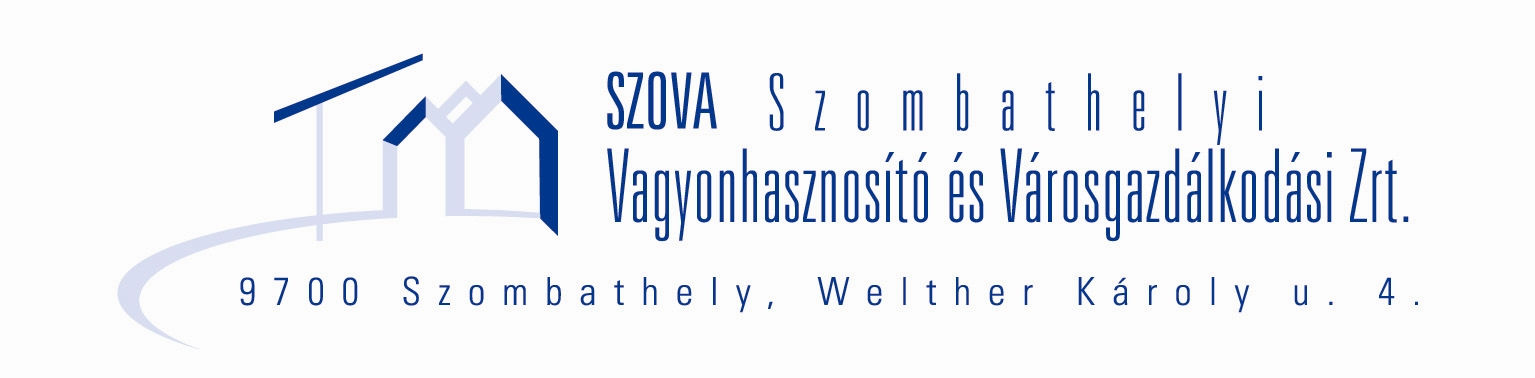 SZOVA Szombathelyi
Vagyonhasznosító és Városgazdálkodási Zrt.
9700 Szombathely, Welther Károly u. 4.